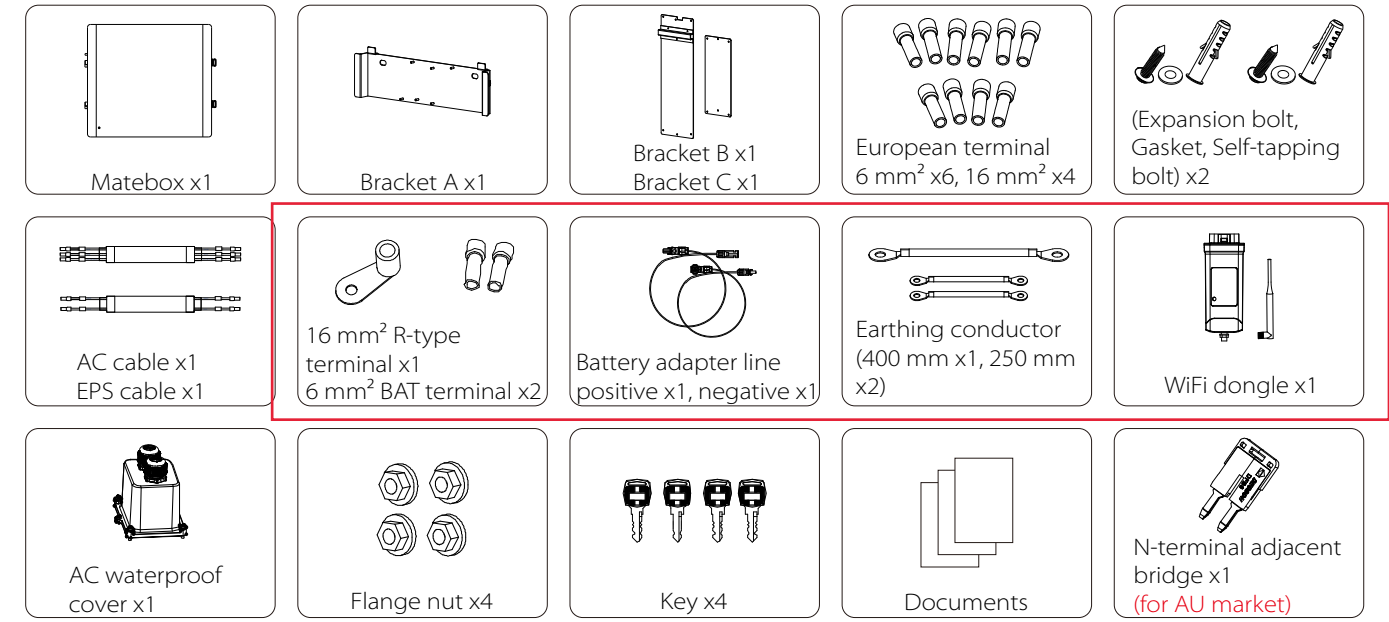 Matebox x1
Bracket A x1
Bracket B x1
Bracket C x1
European terminal
6 mm² x6, 16 mm² x4
(Expansion bolt,
Gasket, Self-tapping
bolt) x2
AC cable x1
EPS cable x1
16 mm² R-type
terminal x1
6 mm² BAT terminal x2
Battery adapter line
positive x1, negative x1
Earthing conductor
(400 mm x1, 250 mm
x2)
WiFi dongle x1
AC waterproof
cover x1
Flange nut x4
Key x4
Documents
N-terminal adjacent
bridge x1
(for AU market)